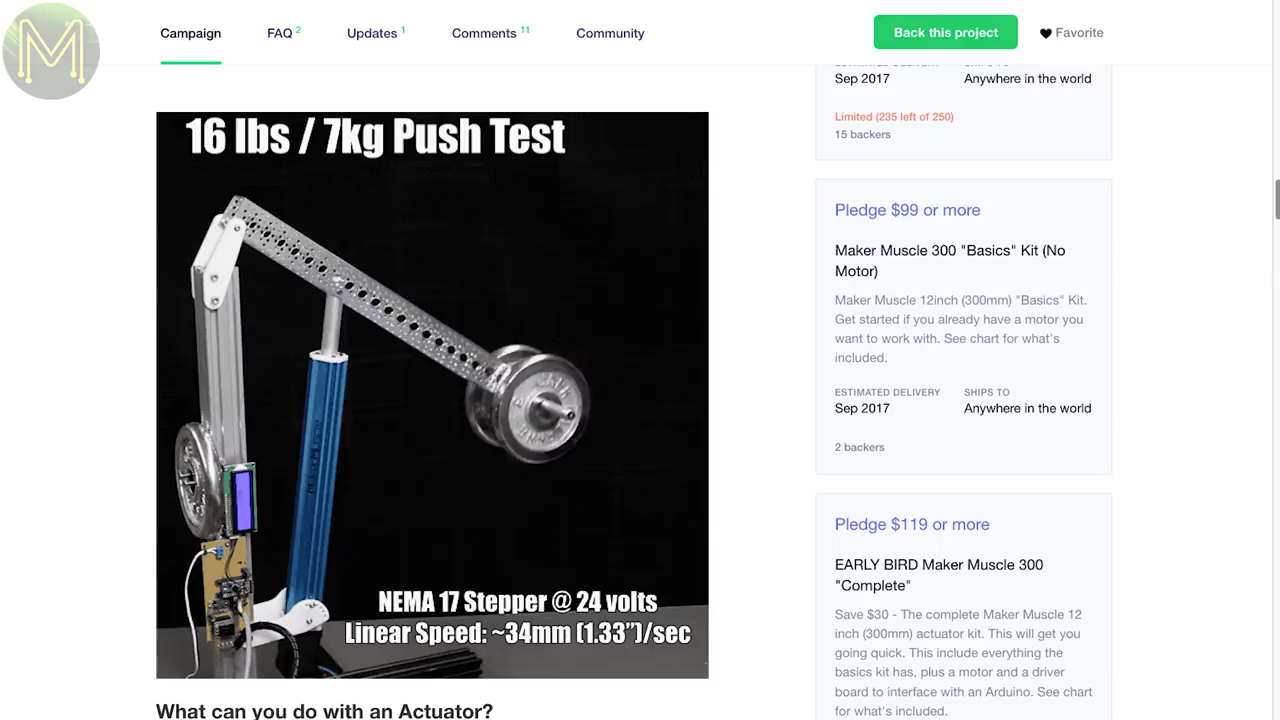 M
Campaign
FAQ 2
Updates 1
Comments 11
Community
Back this project
Favorite
16 lbs / 7kg Push Test
NEMA 17 Stepper @ 24 volts
Linear Speed: ~34mm (1.33”)/sec
What can you do with an Actuator?
Sep 2017
Anywhere in the world
Limited (235 left of 250)
15 backers
Pledge $99 or more
Maker Muscle 300 "Basics" Kit (No
Motor)
Maker Muscle 12inch (300mm) "Basics" Kit.
Get started if you already have a motor you
want to work with. See chart for what's
included.
ESTIMATED DELIVERY
SHIPS TO
Sep 2017
Anywhere in the world
2 backers
Pledge $119 or more
EARLY BIRD Maker Muscle 300
"Complete"
Save $30 - The complete Maker Muscle 12
inch (300mm) actuator kit. This will get you
going quick. This include everything the
basics kit has, plus a motor and a driver
board to interface with an Arduino. See chart
for what's included.